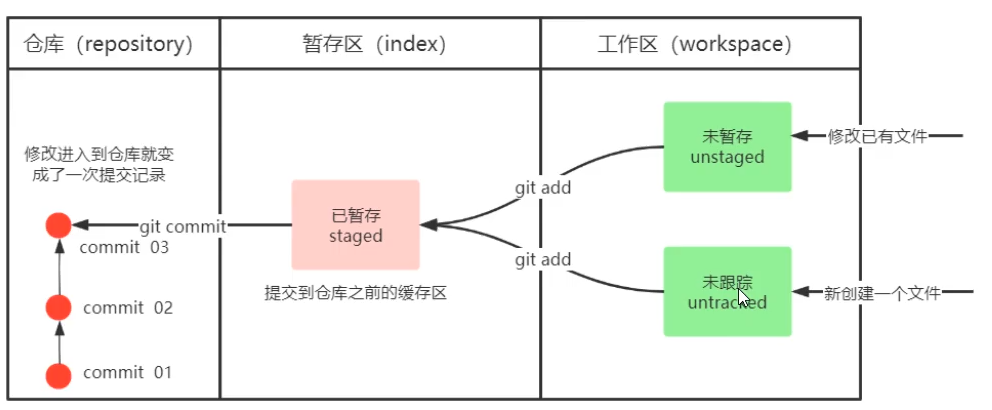 仓库（repository）
暂存区（index）
工作区（workspace）
修改进入到仓库就变
成了一次提交记录
git commit
commit 03
commit 02
commit 01
已暂存
staged
提交到仓库之前的缓存区
git add
git add
未暂存
unstaged
修改已有文件
未跟踪
untracked
新创建一个文件